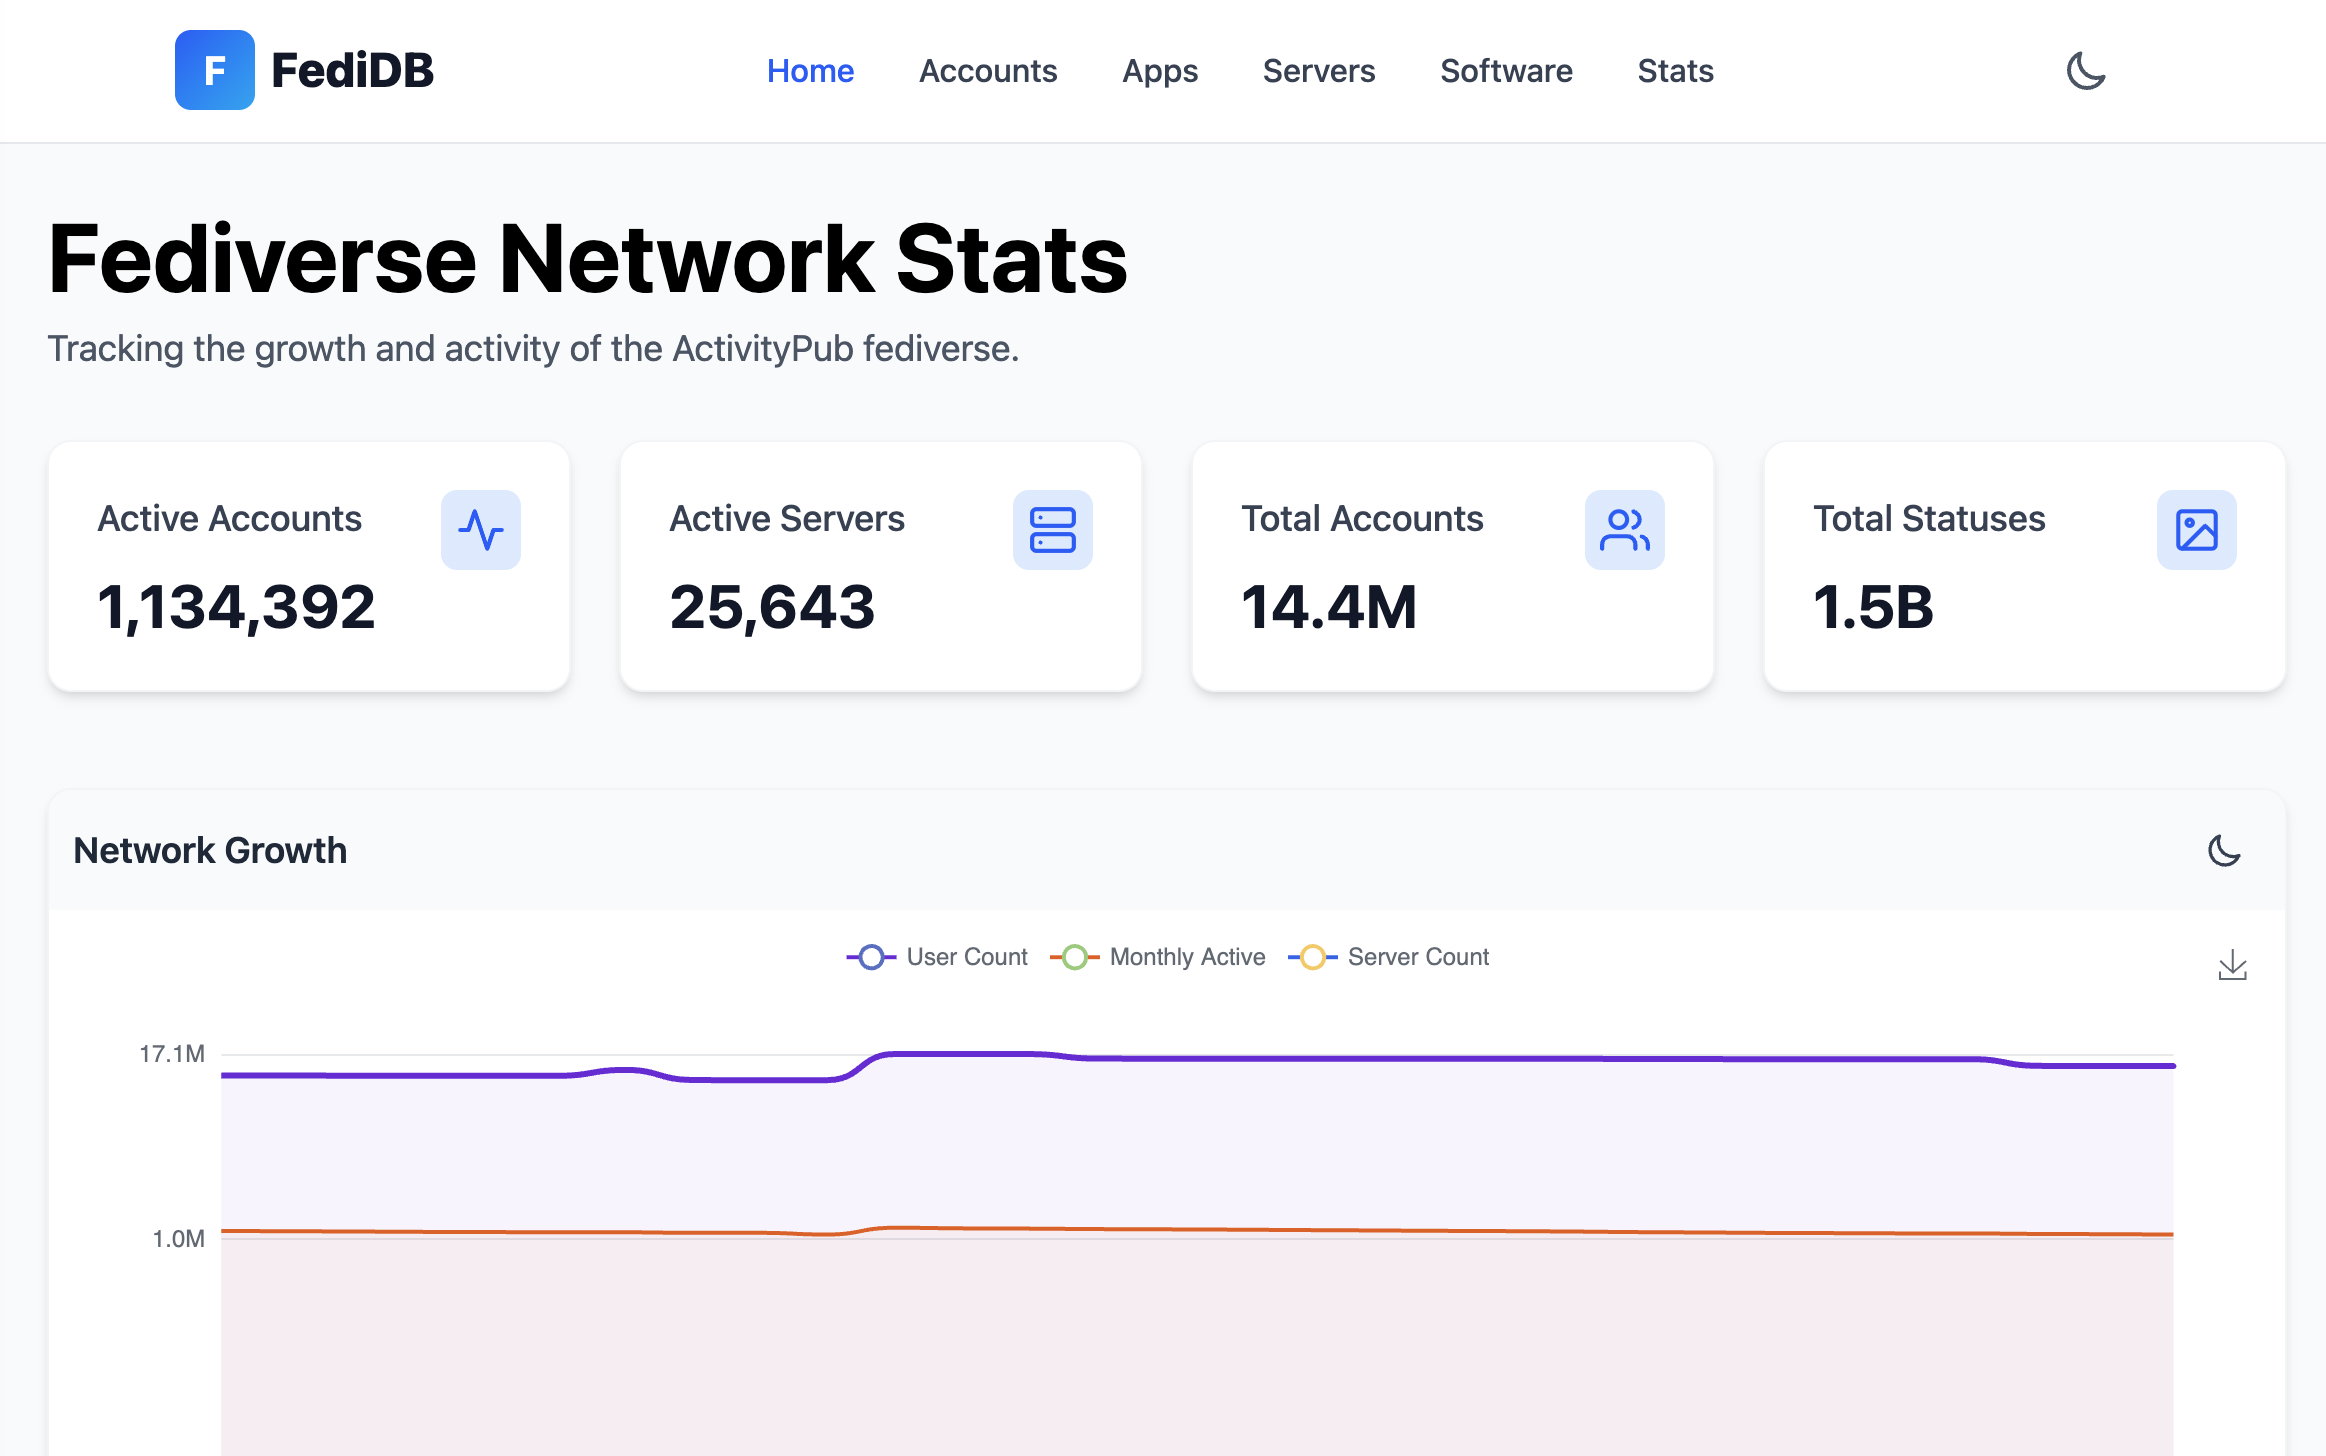 F FediDB Home Accounts Apps Servers Software Stats
Fediverse Network Stats
Tracking the growth and activity of the ActivityPub fediverse.
Active Accounts
1,134,392
Active Servers
25,643
Total Accounts
14.4M
Total Statuses
1.5B
Network Growth
User Count Monthly Active Server Count
17.1M
1.0M